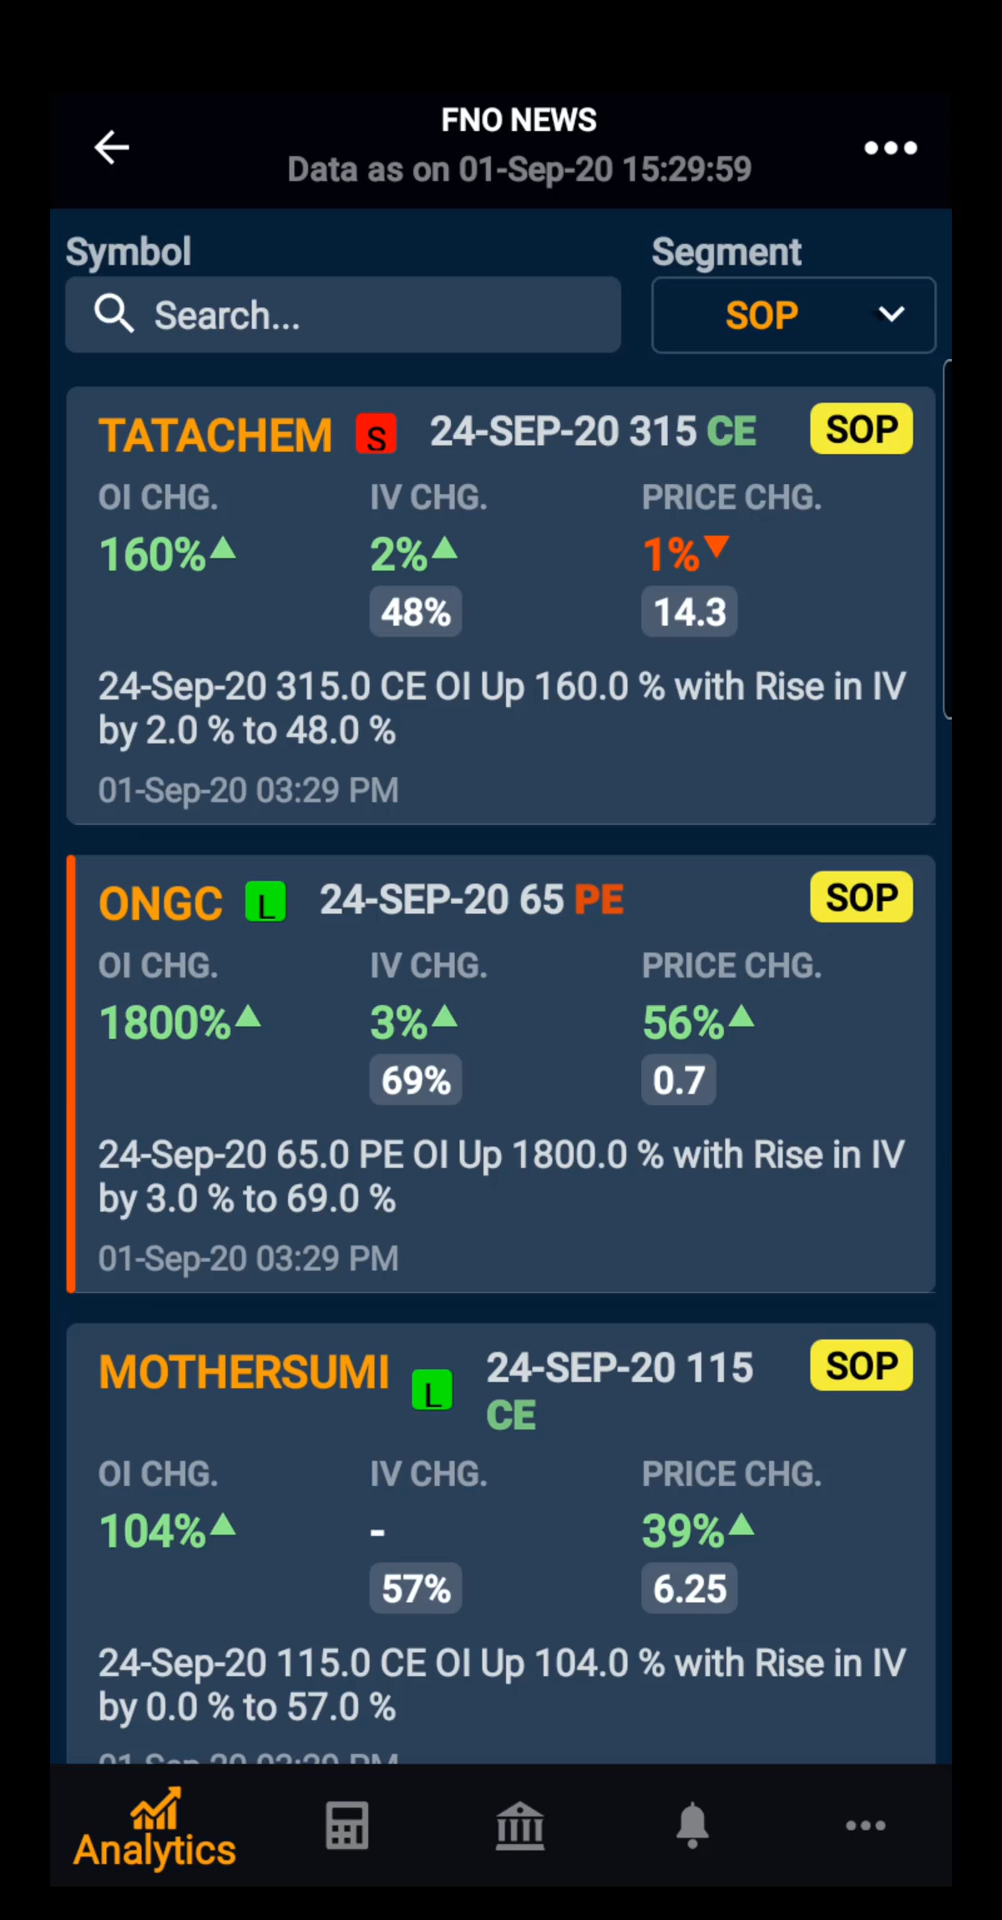 FNO NEWS
Data as on 01-Sep-20 15:29:59
Symbol Segment
Search... SOP
TATACHEM S 24-SEP-20 315 CE SOP
OI CHG. IV CHG. PRICE CHG.
160% 2% 1%
48% 14.3
24-Sep-20 315.0 CE OI Up 160.0 % with Rise in IV
by 2.0 % to 48.0 %
01-Sep-20 03:29 PM
ONGC L 24-SEP-20 65 PE SOP
OI CHG. IV CHG. PRICE CHG.
1800% 3% 56%
69% 0.7
24-Sep-20 65.0 PE OI Up 1800.0 % with Rise in IV
by 3.0 % to 69.0 %
01-Sep-20 03:29 PM
MOTHERSUMI L 24-SEP-20 115 SOP
CE
OI CHG. IV CHG. PRICE CHG.
104% - 39%
57% 6.25
24-Sep-20 115.0 CE OI Up 104.0 % with Rise in IV
by 0.0 % to 57.0 %
Analytics